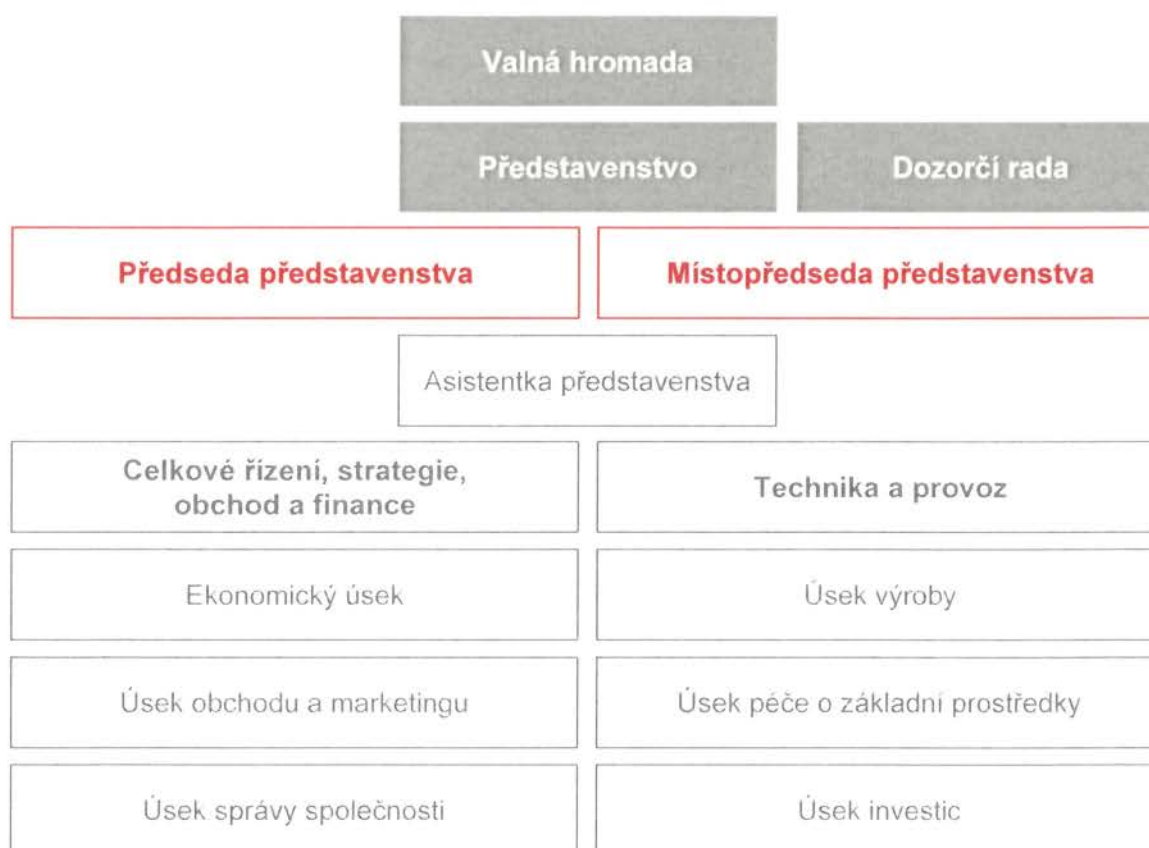 Valná hromada
Představenstvo
Dozorčí rada
Předseda představenstva
Místopředseda představenstva
Asistentka představenstva
Celkové řízení, strategie,
obchod a finance
Technika a provoz
Ekonomický úsek
Úsek výroby
Úsek obchodu a marketingu
Úsek péče o základní prostředky
Úsek správy společnosti
Úsek investic